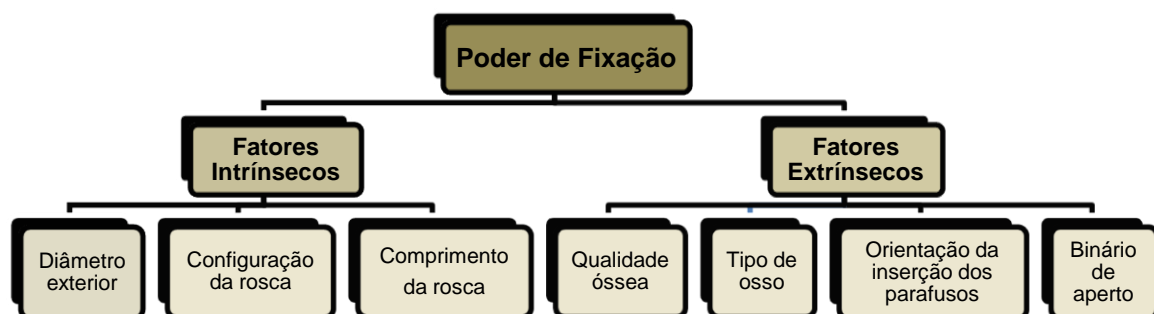 Poder de Fixação
Fatores
Intrínsecos
Fatores
Extrínsecos
Diâmetro
exterior
Configuração
da rosca
Comprimento
da rosca
Qualidade
óssea
Tipo de
osso
Orientação da
inserção dos
parafusos
Binário
de
aperto